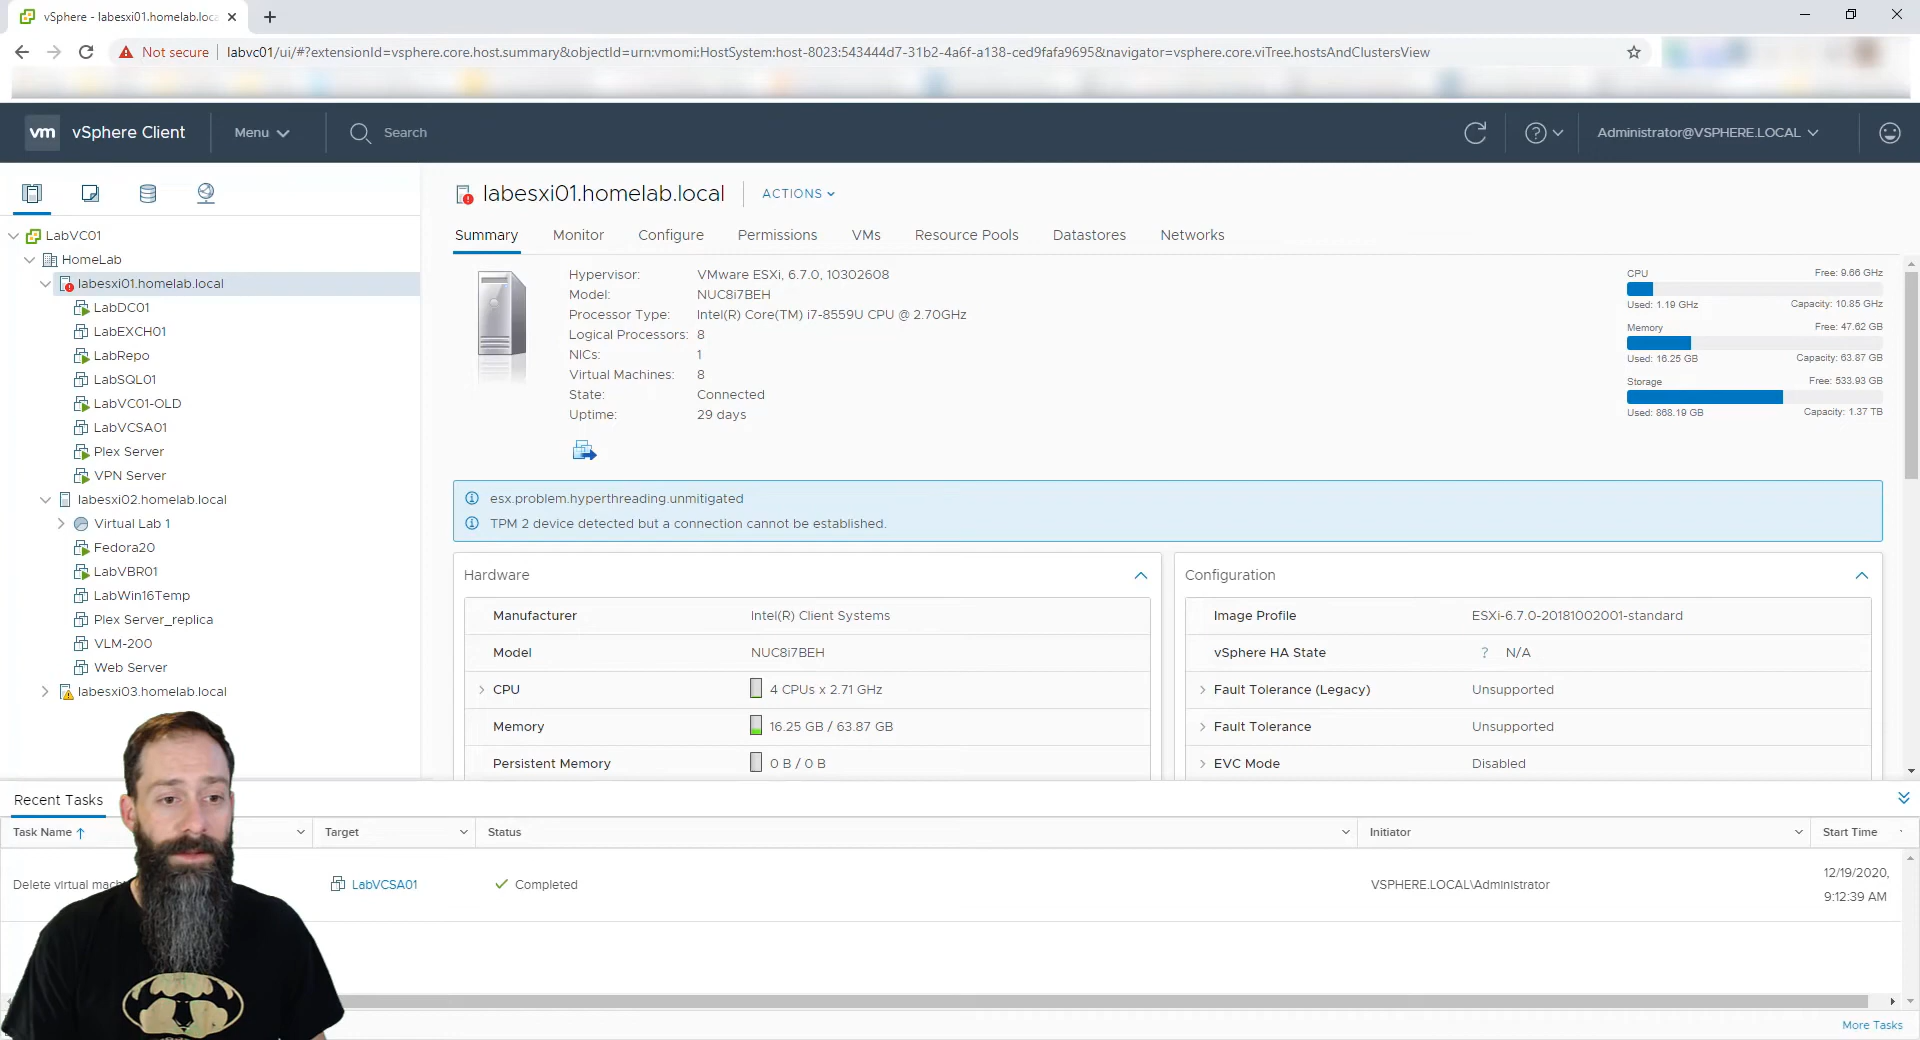 vSphere - labesxi01.homelab.loca
Not secure
labvc01/ui/#?extensionId=vsphere.core.host.summary&objectId=urn:vmomi:HostSystem:host-8023:543444d7-31b2-4a6f-a138-ced9fafa9695&navigator=vsphere.core.viTree.hostsAndClustersView
vm vSphere Client Menu Search Administrator@VSPHERE.LOCAL
LabVC01
HomeLab
labesxi01.homelab.local
LabDC01
LabEXCH01
LabRepo
LabSQL01
LabVC01-OLD
LabVCSA01
Plex Server
VPN Server
labesxi02.homelab.local
Virtual Lab 1
Fedora20
LabVBR01
LabWin16Temp
Plex Server_replica
VLM-200
Web Server
labesxi03.homelab.local
labesxi01.homelab.local ACTIONS
Summary Monitor Configure Permissions VMs Resource Pools Datastores Networks
Hypervisor: VMware ESXi, 6.7.0, 10302608
Model: NUC8i7BEH
Processor Type: Intel(R) Core(TM) i7-8559U CPU @ 2.70GHz
Logical Processors: 8
NICs: 1
Virtual Machines: 8
State: Connected
Uptime: 29 days
CPU Free: 9.66 GHz
Used: 1.19 GHz Capacity: 10.85 GHz
Memory Free: 47.62 GB
Used: 16.25 GB Capacity: 63.87 GB
Storage Free: 533.93 GB
Used: 868.19 GB Capacity: 1.37 TB
esx.problem.hyperthreading.unmitigated
TPM 2 device detected but a connection cannot be established.
Hardware
Manufacturer Intel(R) Client Systems
Model NUC8i7BEH
CPU 4 CPUs x 2.71 GHz
Memory 16.25 GB / 63.87 GB
Persistent Memory 0 B / 0 B
Configuration
Image Profile ESXi-6.7.0-20181002001-standard
vSphere HA State ? N/A
Fault Tolerance (Legacy) Unsupported
Fault Tolerance Unsupported
EVC Mode Disabled
Recent Tasks
Task Name Target Status Initiator Start Time
Delete virtual mach LabVCSA01 Completed VSPHERE.LOCAL\Administrator 12/19/2020,
9:12:39 AM
More Tasks